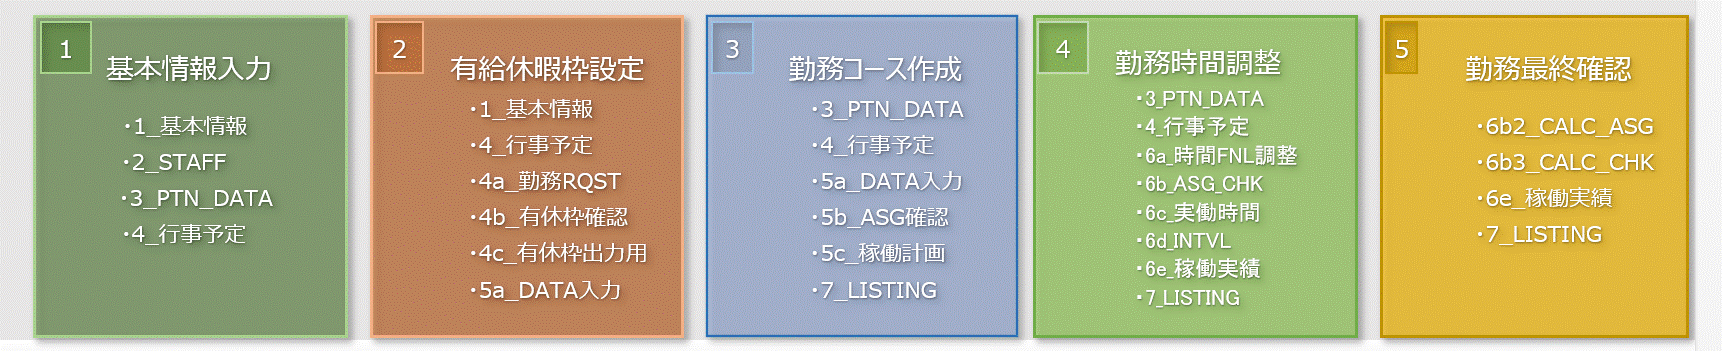 1
基本情報入力
・1_基本情報
・2_STAFF
・3_PTN_DATA
・4_行事予定
2
有給休暇枠設定
・1_基本情報
・4_行事予定
・4a_勤務RQST
・4b_有休枠確認
・4c_有休枠出力用
・5a_DATA入力
3
勤務コース作成
・3_PTN_DATA
・4_行事予定
・5a_DATA入力
・5b_ASG確認
・5c_稼働計画
・7_LISTING
4
勤務時間調整
・3_PTN_DATA
・4_行事予定
・6a_時間FNL調整
・6b_ASG_CHK
・6c_実働時間
・6d_INTVL
・6e_稼働実績
・7_LISTING
5
勤務最終確認
・6b2_CALC_ASG
・6b3_CALC_CHK
・6e_稼働実績
・7_LISTING